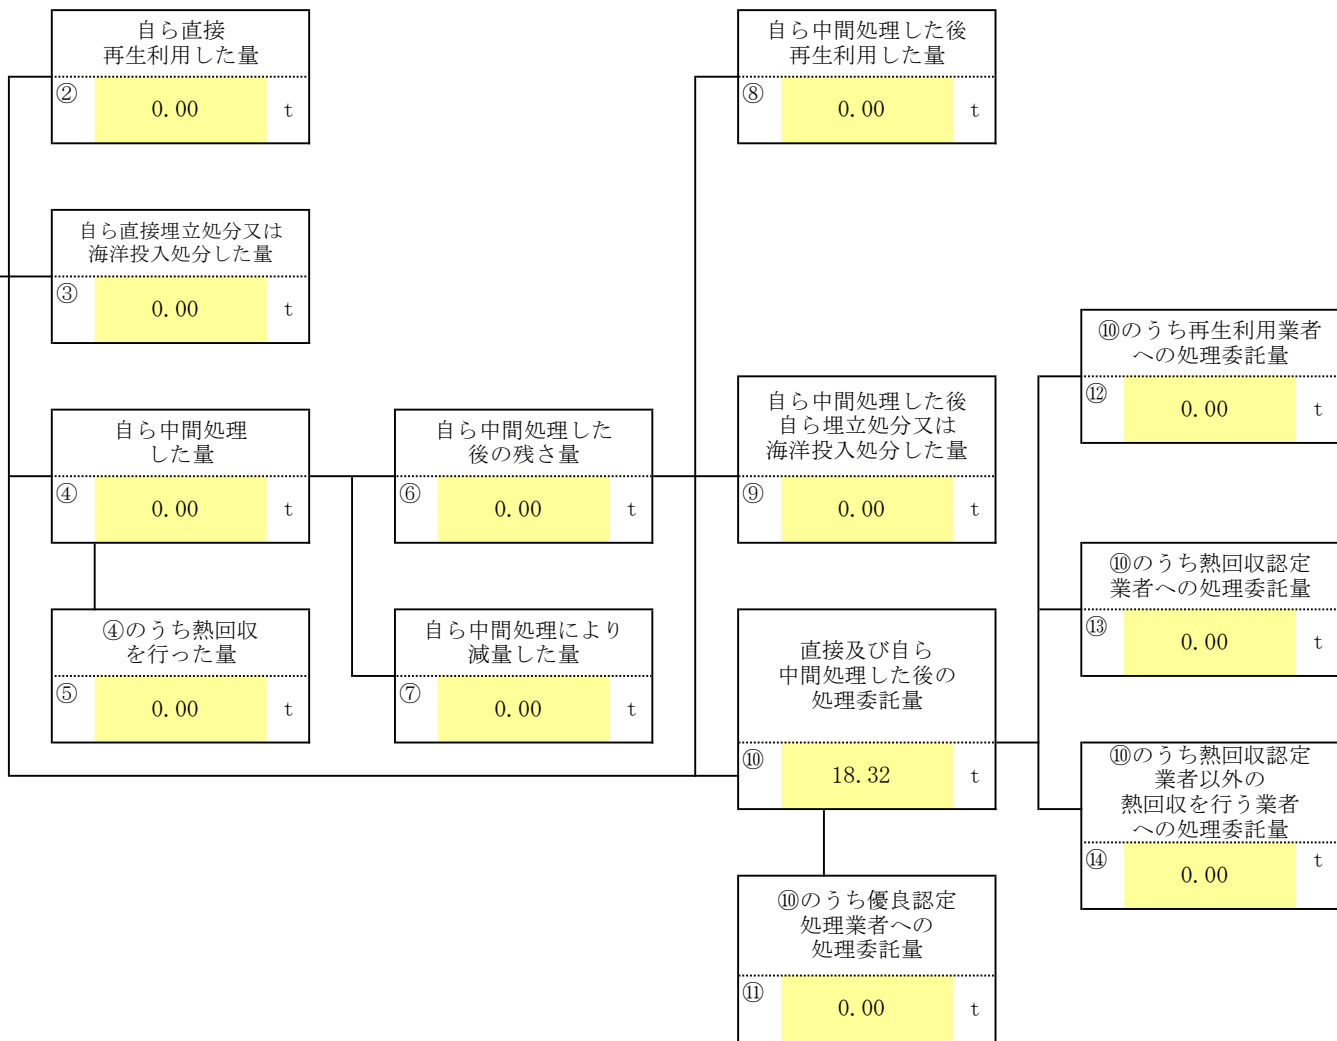 自ら直接
再生利用した量
②
0.00
t
自ら中間処理した後
再生利用した量
⑧
0.00
t
自ら直接埋立処分又は
海洋投入処分した量
③
0.00
t
⑩のうち再生利用業者
への処理委託量
⑫
0.00
t
自ら中間処理
した量
④
0.00
t
自ら中間処理した
後の残さ量
⑥
0.00
t
自ら中間処理した後
自ら埋立処分又は
海洋投入処分した量
⑨
0.00
t
⑩のうち熱回収認定
業者への処理委託量
⑬
0.00
t
④のうち熱回収
を行った量
⑤
0.00
t
自ら中間処理により
減量した量
⑦
0.00
t
直接及び自ら
中間処理した後の
処理委託量
⑩
18.32
t
⑩のうち熱回収認定
業者以外の
熱回収を行う業者
への処理委託量
⑭
0.00
t
⑩のうち優良認定
処理業者への
処理委託量
⑪
0.00
t